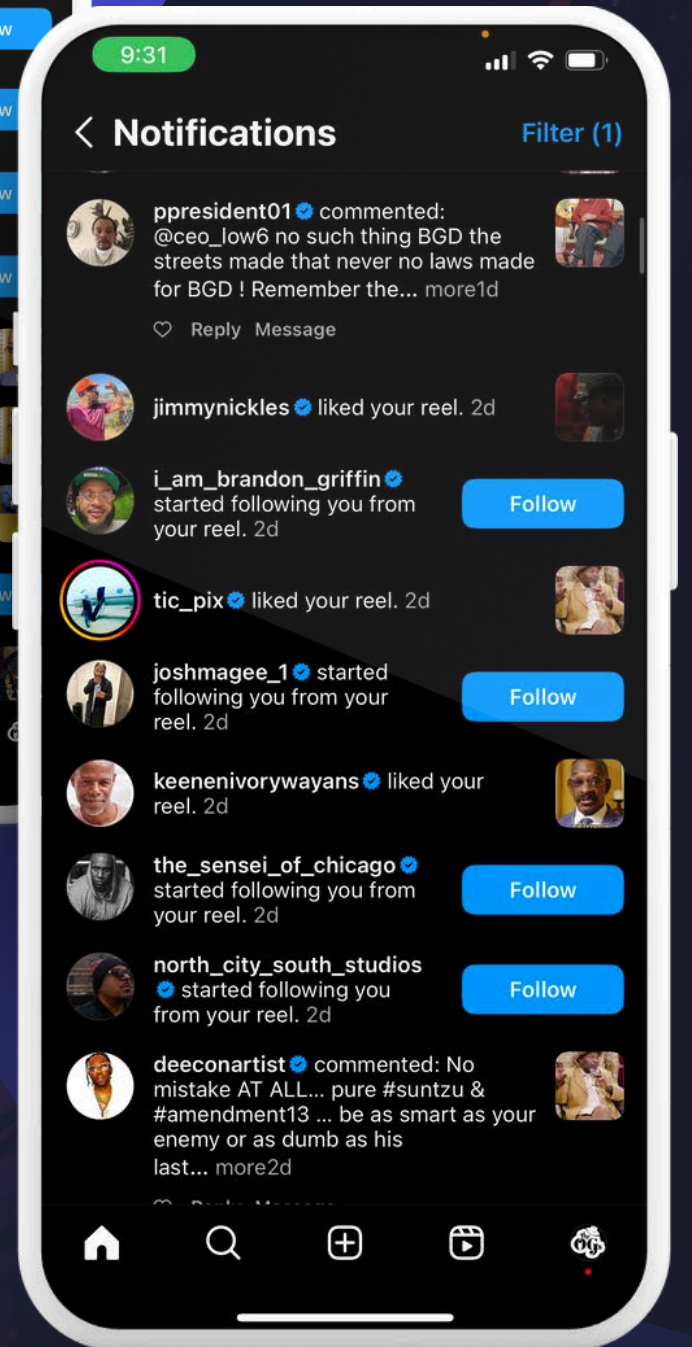 9:31
Notifications
Filter (1)
ppresident01 commented:
@ceo_low6 no such thing BGD the
streets made that never no laws made
for BGD ! Remember the... more1d
Reply Message
jimmynickles liked your reel. 2d
i_am_brandon_griffin
started following you from
your reel. 2d
Follow
tic_pix liked your reel. 2d
joshmagee_1 started
following you from your
reel. 2d
Follow
keenenivorywayans liked your
reel. 2d
the_sensei_of_chicago
started following you from
your reel. 2d
Follow
north_city_south_studios
started following you
from your reel. 2d
Follow
deeconartist commented: No
mistake AT ALL... pure #suntzu &
#amendment13 ... be as smart as your
enemy or as dumb as his
last... more2d
Reply Message